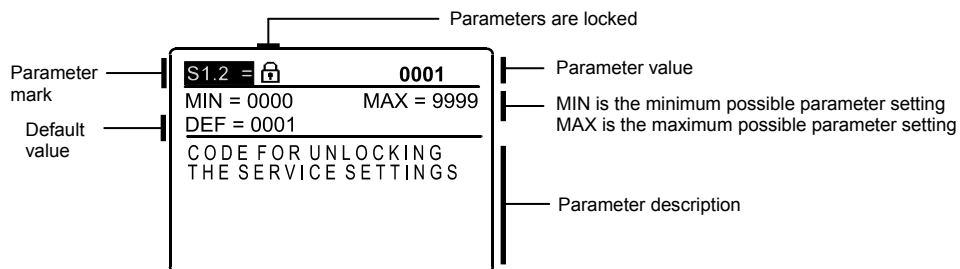 Parameters are locked
Parameter mark
S1.2 = 0001
Parameter value
MIN = 0000 MAX = 9999
MIN is the minimum possible parameter setting
MAX is the maximum possible parameter setting
Default value
DEF = 0001
CODE FOR UNLOCKING
THE SERVICE SETTINGS
Parameter description